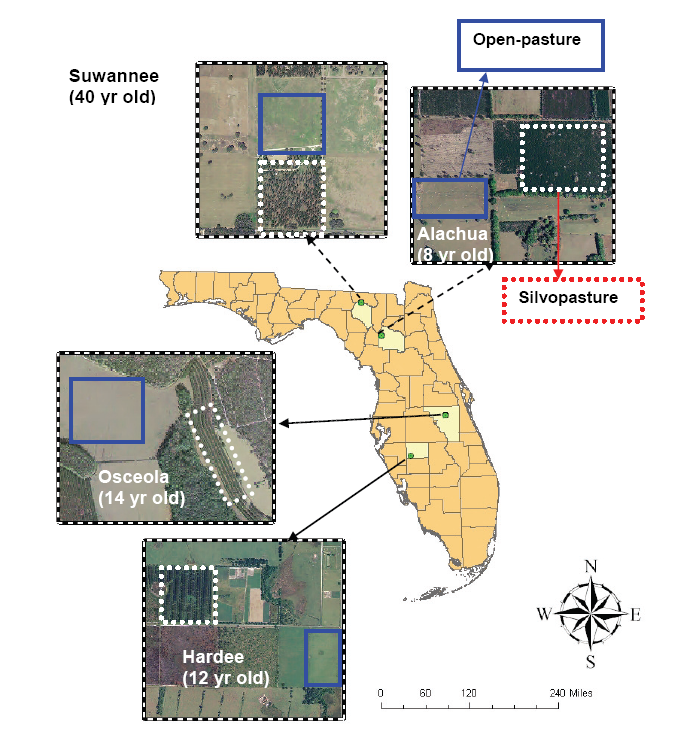 Open-pasture
Suwannee
(40 yr old)
Alachua
(8 yr old)
Silvopasture
Osceola
(14 yr old)
Hardee
(12 yr old)
N
W
E
S
0 60 120 240 Miles